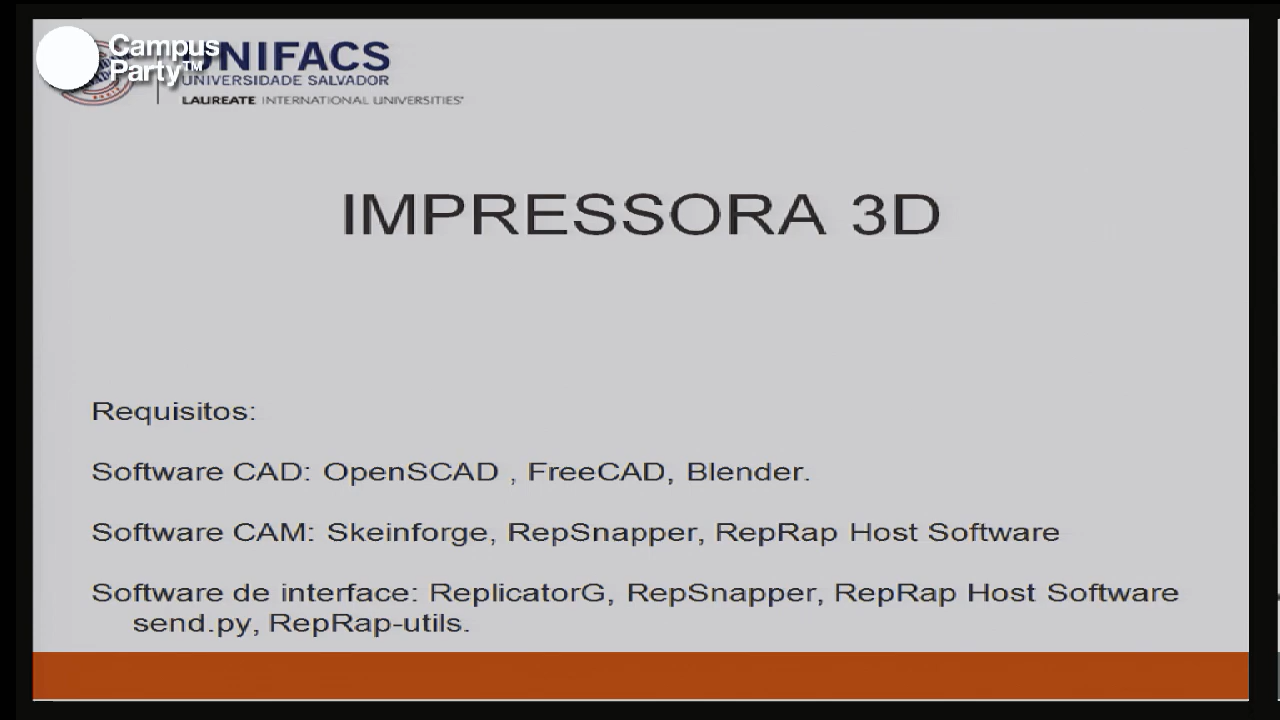 Campus
Party™
UNIFACS
UNIVERSIDADE SALVADOR
LAUREATE INTERNATIONAL UNIVERSITIES®
IMPRESSORA 3D
Requisitos:
Software CAD: OpenSCAD , FreeCAD, Blender.
Software CAM: Skeinforge, RepSnapper, RepRap Host Software
Software de interface: ReplicatorG, RepSnapper, RepRap Host Software
send.py, RepRap-utils.